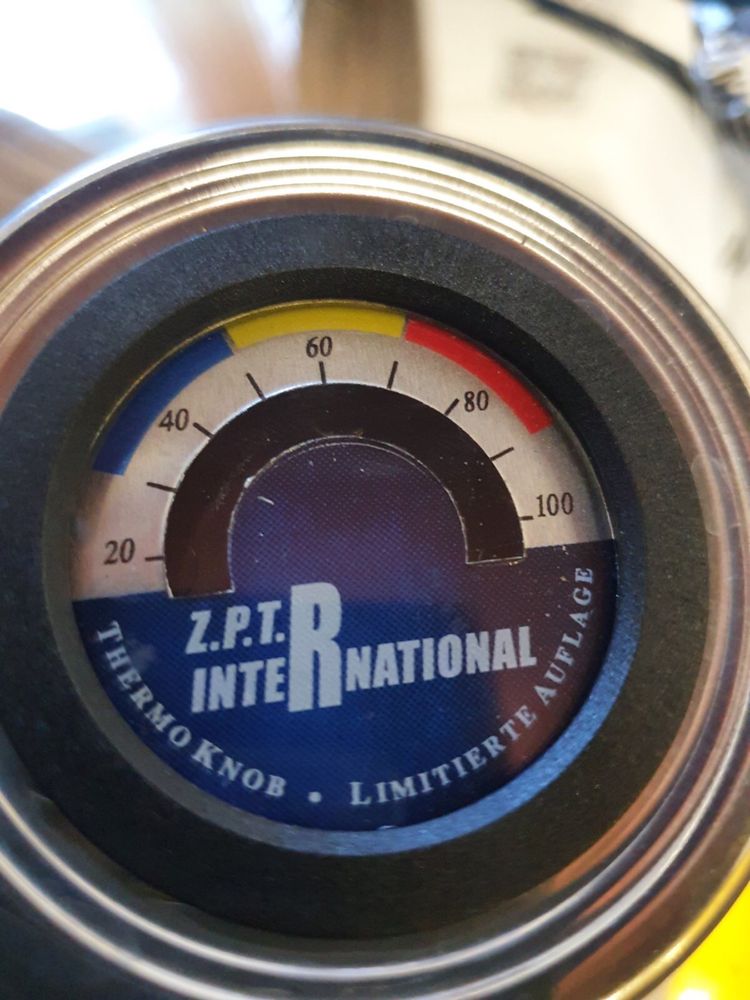 20
40
60
80
100
Z.P.T.
INTERNATIONAL
THERMO KNOB • LIMITIERTE AUFLAGE